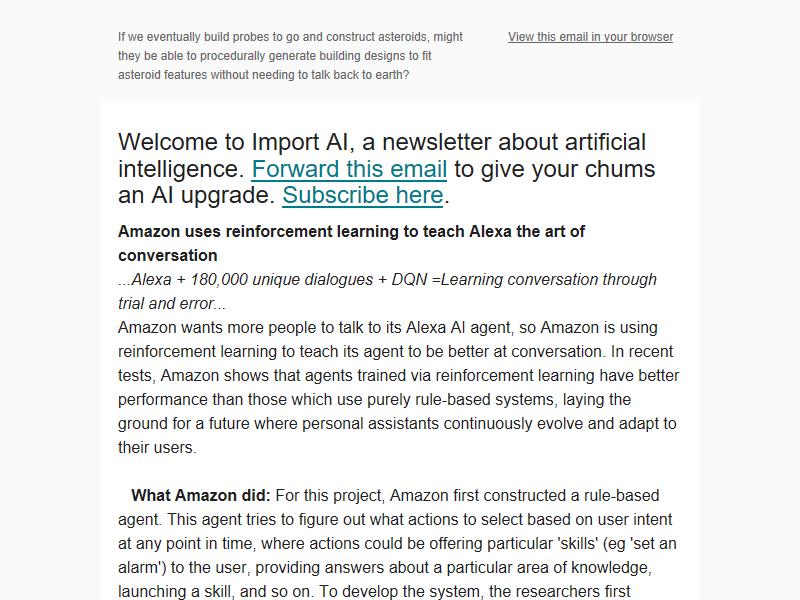 If we eventually build probes to go and construct asteroids, might
they be able to procedurally generate building designs to fit
asteroid features without needing to talk back to earth?
View this email in your browser
Welcome to Import AI, a newsletter about artificial
intelligence. Forward this email to give your chums
an AI upgrade. Subscribe here.
Amazon uses reinforcement learning to teach Alexa the art of
conversation
...Alexa + 180,000 unique dialogues + DQN =Learning conversation through
trial and error...
Amazon wants more people to talk to its Alexa AI agent, so Amazon is using
reinforcement learning to teach its agent to be better at conversation. In recent
tests, Amazon shows that agents trained via reinforcement learning have better
performance than those which use purely rule-based systems, laying the
ground for a future where personal assistants continuously evolve and adapt to
their users.
What Amazon did: For this project, Amazon first constructed a rule-based
agent. This agent tries to figure out what actions to select based on user intent
at any point in time, where actions could be offering particular 'skills' (eg 'set an
alarm') to the user, providing answers about a particular area of knowledge,
launching a skill, and so on. To develop the system, the researchers first